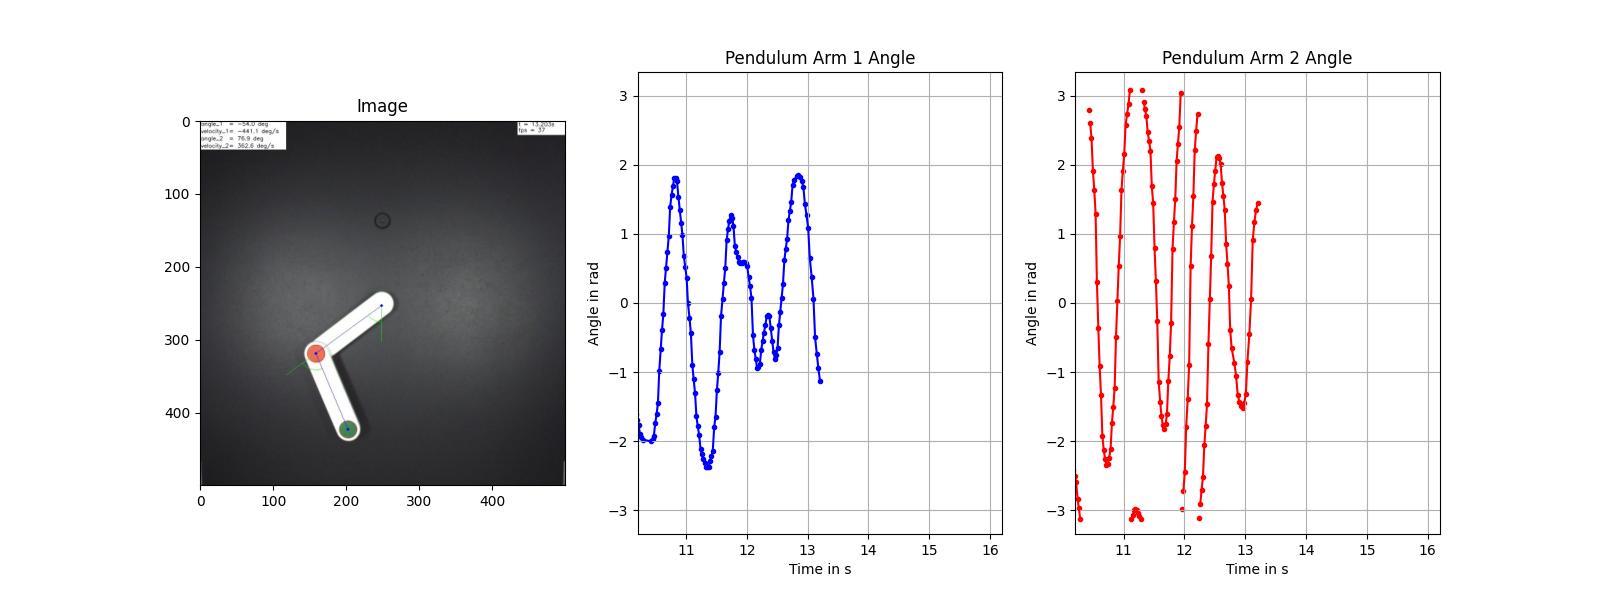 Image
angle_1 = -54.0 deg
velocity_1= -441.1 deg/s
angle_2 = 76.9 deg
velocity_2= 362.6 deg/s
t = 13.203s
fps = 37
0
100
200
300
400
0 100 200 300 400
Pendulum Arm 1 Angle
Angle in rad
3
2
1
0
−1
−2
−3
11 12 13 14 15 16
Time in s
Pendulum Arm 2 Angle
Angle in rad
3
2
1
0
−1
−2
−3
11 12 13 14 15 16
Time in s